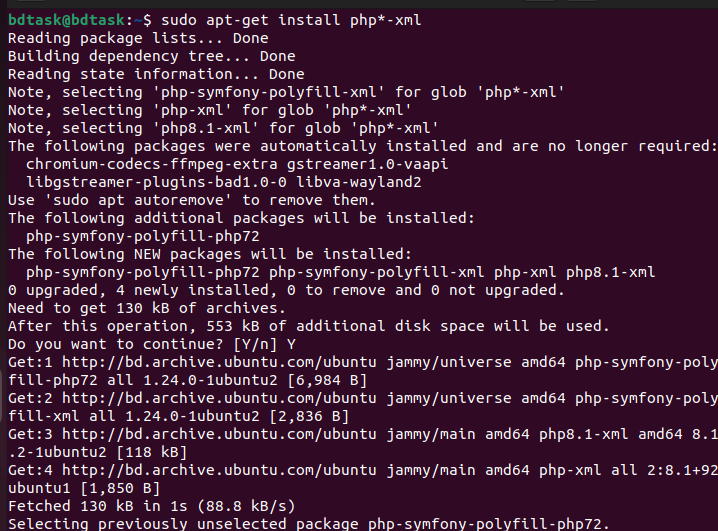 bdtask@bdtask:~$ sudo apt-get install php*-xml
Reading package lists... Done
Building dependency tree... Done
Reading state information... Done
Note, selecting 'php-symfony-polyfill-xml' for glob 'php*-xml'
Note, selecting 'php-xml' for glob 'php*-xml'
Note, selecting 'php8.1-xml' for glob 'php*-xml'
The following packages were automatically installed and are no longer required:
  chromium-codecs-ffmpeg-extra gstreamer1.0-vaapi
  libgstreamer-plugins-bad1.0-0 libva-wayland2
Use 'sudo apt autoremove' to remove them.
The following additional packages will be installed:
  php-symfony-polyfill-php72
The following NEW packages will be installed:
  php-symfony-polyfill-php72 php-symfony-polyfill-xml php-xml php8.1-xml
0 upgraded, 4 newly installed, 0 to remove and 0 not upgraded.
Need to get 130 kB of archives.
After this operation, 553 kB of additional disk space will be used.
Do you want to continue? [Y/n] Y
Get:1 http://bd.archive.ubuntu.com/ubuntu jammy/universe amd64 php-symfony-poly
fill-php72 all 1.24.0-1ubuntu2 [6,984 B]
Get:2 http://bd.archive.ubuntu.com/ubuntu jammy/universe amd64 php-symfony-poly
fill-xml all 1.24.0-1ubuntu2 [2,836 B]
Get:3 http://bd.archive.ubuntu.com/ubuntu jammy/main amd64 php8.1-xml amd64 8.1
.2-1ubuntu2 [118 kB]
Get:4 http://bd.archive.ubuntu.com/ubuntu jammy/main amd64 php-xml all 2:8.1+92
ubuntu1 [1,850 B]
Fetched 130 kB in 1s (88.8 kB/s)
Selecting previously unselected package php-symfony-polyfill-php72.